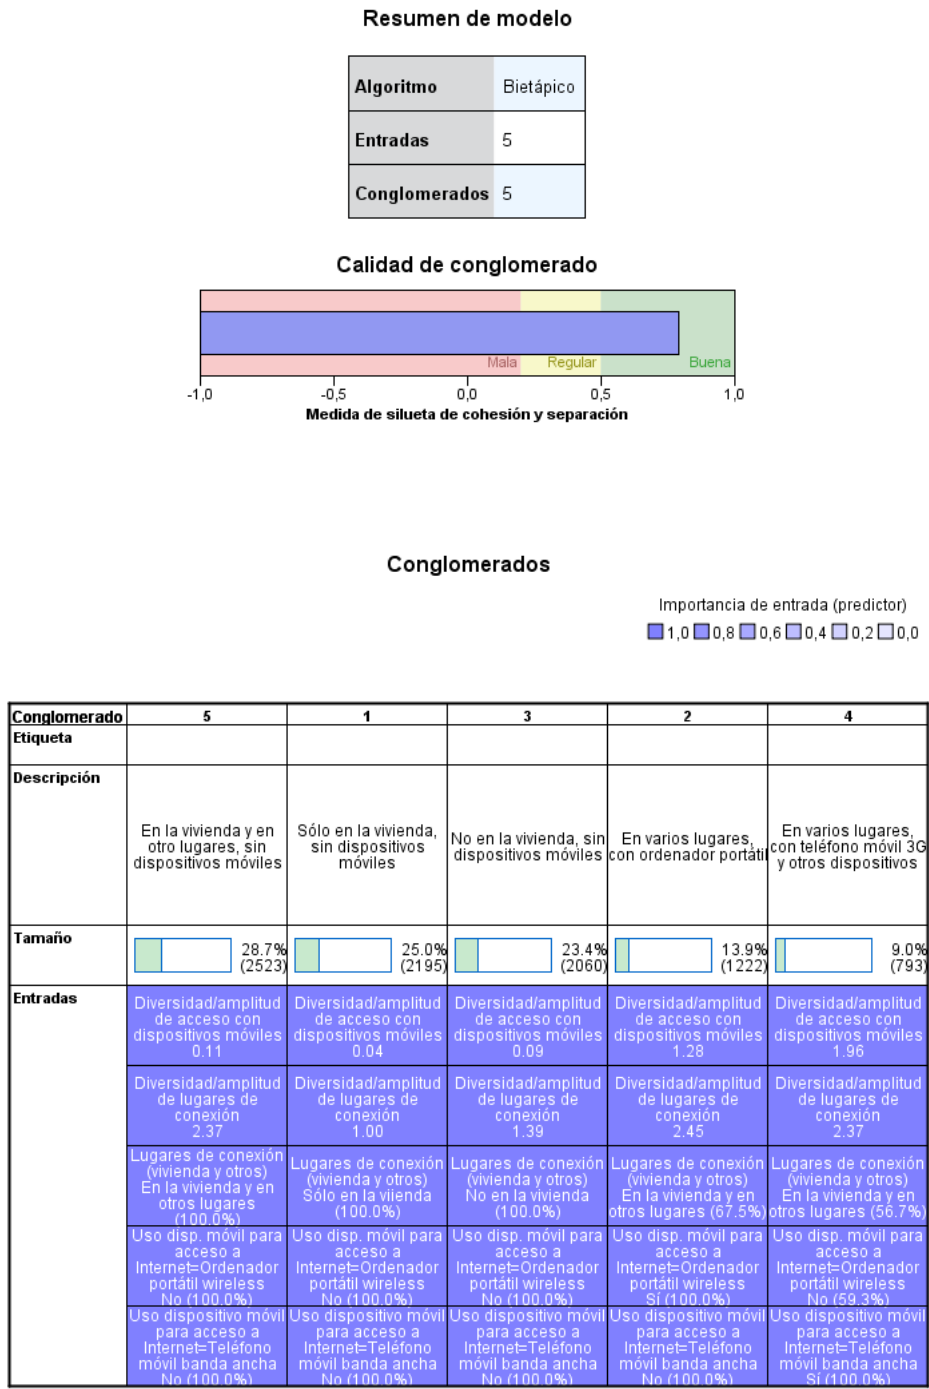 Resumen de modelo
Algoritmo Bietápico
Entradas 5
Conglomerados 5
Calidad de conglomerado
Mala Regular Buena
-1,0 -0,5 0,0 0,5 1,0
Medida de silueta de cohesión y separación
Conglomerados
Importancia de entrada (predictor)
1,0 0,8 0,6 0,4 0,2 0,0
Conglomerado 5 1 3 2 4
Etiqueta
Descripción
En la vivienda y en
otro lugares, sin
dispositivos móviles
Sólo en la vivienda,
sin dispositivos
móviles
No en la vivienda, sin
dispositivos móviles
En varios lugares,
con ordenador portátil
En varios lugares,
con teléfono móvil 3G
y otros dispositivos
Tamaño
28.7%
(2523)
25.0%
(2195)
23.4%
(2060)
13.9%
(1222)
9.0%
(793)
Entradas
Diversidad/amplitud
de acceso con
dispositivos móviles
0.11
Diversidad/amplitud
de acceso con
dispositivos móviles
0.04
Diversidad/amplitud
de acceso con
dispositivos móviles
0.09
Diversidad/amplitud
de acceso con
dispositivos móviles
1.28
Diversidad/amplitud
de acceso con
dispositivos móviles
1.96
Diversidad/amplitud
de lugares de
conexión
2.37
Diversidad/amplitud
de lugares de
conexión
1.00
Diversidad/amplitud
de lugares de
conexión
1.39
Diversidad/amplitud
de lugares de
conexión
2.45
Diversidad/amplitud
de lugares de
conexión
2.37
Lugares de conexión
(vivienda y otros)
En la vivienda y en
otros lugares
(100.0%)
Lugares de conexión
(vivienda y otros)
Sólo en la viienda
(100.0%)
Lugares de conexión
(vivienda y otros)
No en la vivienda
(100.0%)
Lugares de conexión
(vivienda y otros)
En la vivienda y en
otros lugares (67.5%)
Lugares de conexión
(vivienda y otros)
En la vivienda y en
otros lugares (56.7%)
Uso disp. móvil para
acceso a
Internet=Ordenador
portátil wireless
No (100.0%)
Uso disp. móvil para
acceso a
Internet=Ordenador
portátil wireless
No (100.0%)
Uso disp. móvil para
acceso a
Internet=Ordenador
portátil wireless
No (100.0%)
Uso disp. móvil para
acceso a
Internet=Ordenador
portátil wireless
Sí (100.0%)
Uso disp. móvil para
acceso a
Internet=Ordenador
portátil wireless
No (59.3%)
Uso dispositivo móvil
para acceso a
Internet=Teléfono
móvil banda ancha
No (100.0%)
Uso dispositivo móvil
para acceso a
Internet=Teléfono
móvil banda ancha
No (100.0%)
Uso dispositivo móvil
para acceso a
Internet=Teléfono
móvil banda ancha
No (100.0%)
Uso dispositivo móvil
para acceso a
Internet=Teléfono
móvil banda ancha
No (100.0%)
Uso dispositivo móvil
para acceso a
Internet=Teléfono
móvil banda ancha
Sí (100.0%)